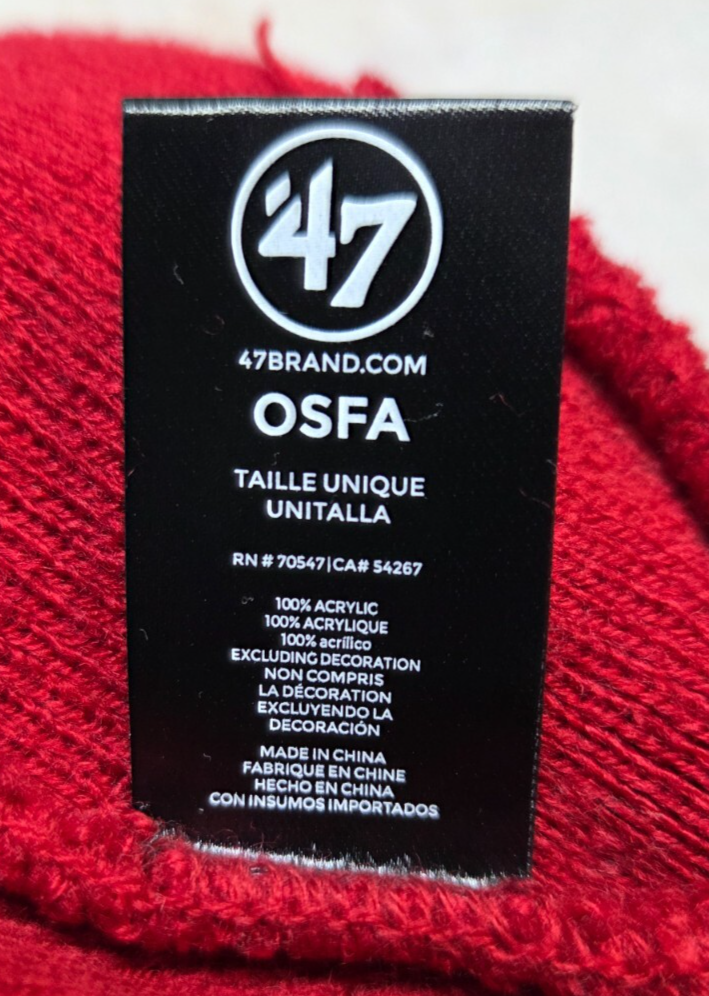 '47
47BRAND.COM
OSFA
TAILLE UNIQUE
UNITALLA
RN # 70547|CA# 54267
100% ACRYLIC
100% ACRYLIQUE
100% acrílico
EXCLUDING DECORATION
NON COMPRIS
LA DÉCORATION
EXCLUYENDO LA
DECORACIÓN
MADE IN CHINA
FABRIQUE EN CHINE
HECHO EN CHINA
CON INSUMOS IMPORTADOS